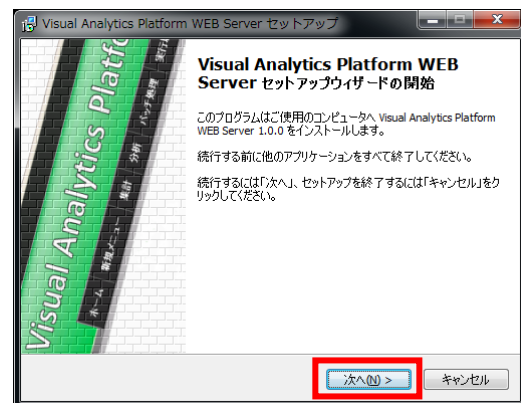 Visual Analytics Platform WEB Server セットアップ
Visual Analytics Platform WEB
Server セットアップウィザードの開始
このプログラムはご使用のコンピュータへ Visual Analytics Platform
WEB Server 1.0.0 をインストールします。
続行する前に他のアプリケーションをすべて終了してください。
続行するには「次へ」、セットアップを終了するには「キャンセル」をク
リックしてください。
Visual Analytics Platfo
ホーム 新規メニュー 集計 分析 バッチ処理 実行
次へ(N) >
キャンセル